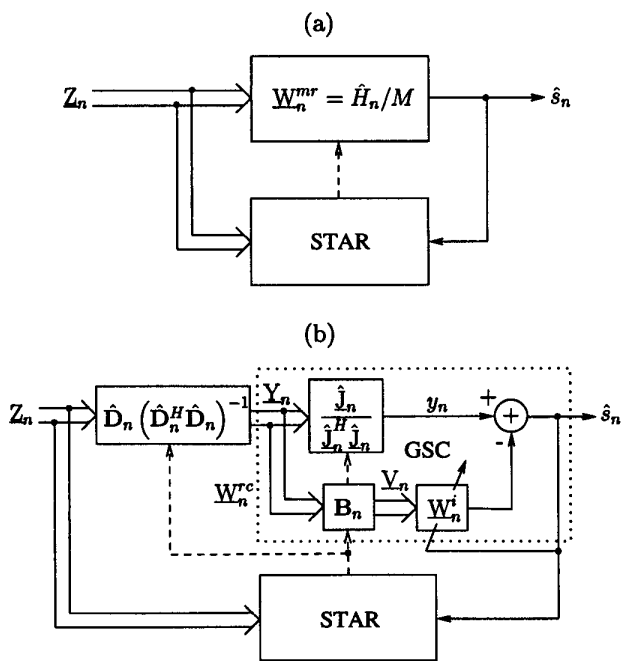 (a)
Z_n
W_n^{mr} = Ĥ_n/M
ŝ_n
STAR
(b)
Z_n
D̂_n (D̂_n^H D̂_n)^{-1}
Y_n
Ĵ_n
Ĵ_n^H Ĵ_n
y_n
+
+
-
ŝ_n
GSC
W_n^{rc}
B_n
V_n
W_n^i
STAR